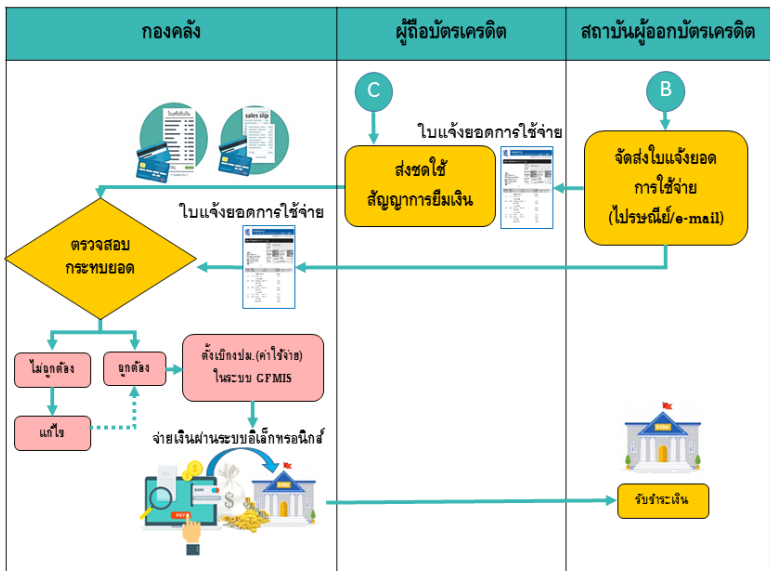 กองคลัง
ผู้ถือบัตรเครดิต
สถาบันผู้ออกบัตรเครดิต
C
B
ใบแจ้งยอดการใช้จ่าย
sales slip
ส่งชดใช้
สัญญาการยืมเงิน
จัดส่งใบแจ้งยอด
การใช้จ่าย
(ไปรษณีย์/e-mail)
ใบแจ้งยอดการใช้จ่าย
ตรวจสอบ
กระทบยอด
ไม่ถูกต้อง
ถูกต้อง
ตั้งเบิกงปม.(ค่าใช้จ่าย)
ในระบบ GFMIS
แก้ไข
จ่ายเงินผ่านระบบอิเล็กทรอนิกส์
PAY
รับชำระเงิน